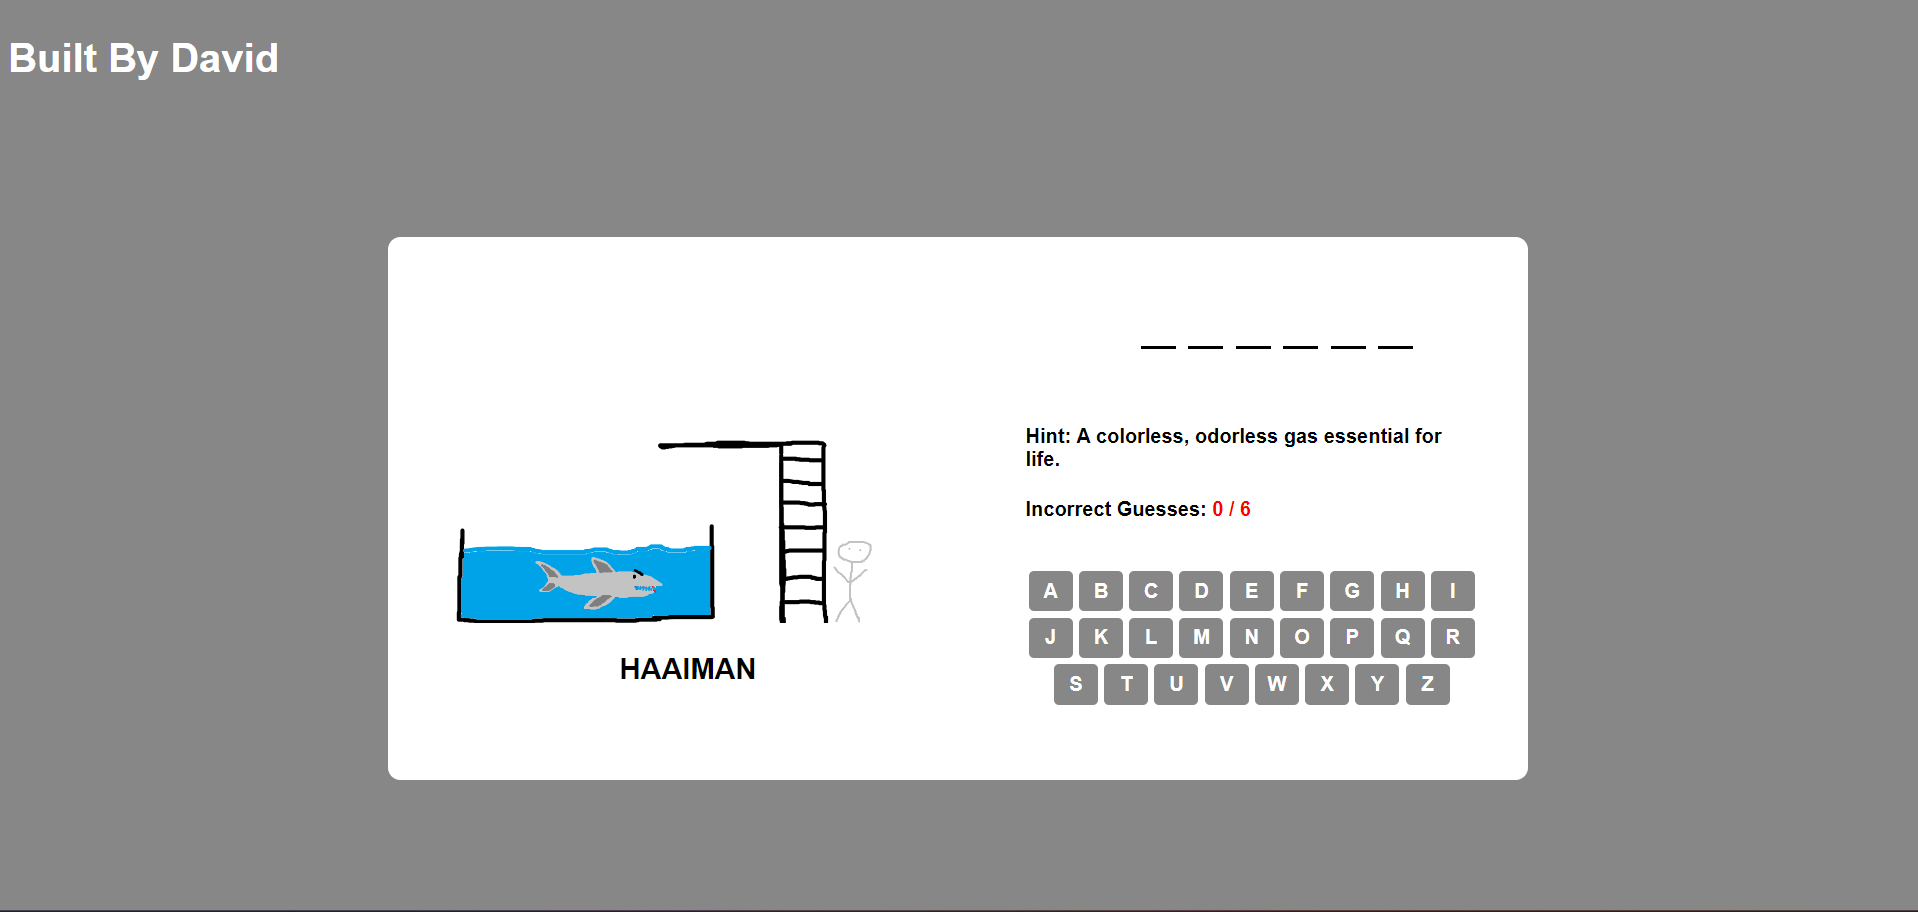 Built By David
Hint: A colorless, odorless gas essential for
life.
Incorrect Guesses: 0 / 6
A B C D E F G H I
J K L M N O P Q R
S T U V W X Y Z
HAAIMAN